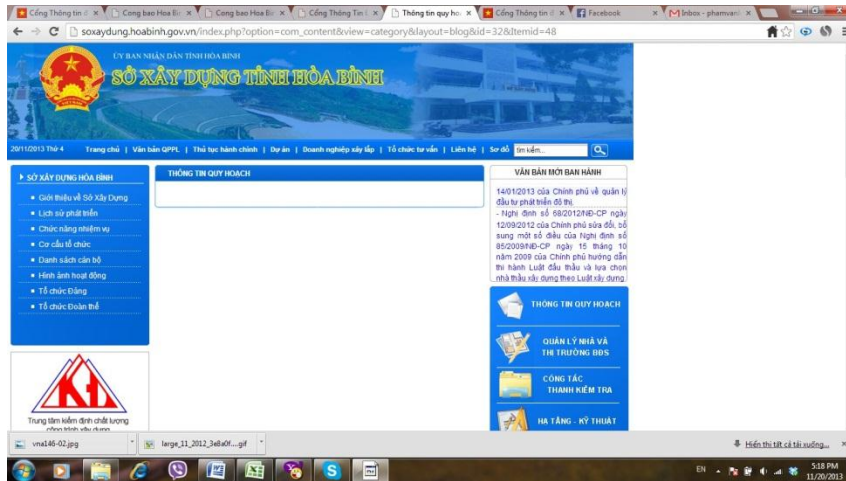 Cổng Thông tin đ
Cong bao Hoa Bin
Cong bao Hoa Bin
Cổng Thông Tin
Thông tin quy ho
Cổng Thông tin đ
Facebook
Inbox - phamvan
soxaydung.hoabinh.gov.vn/index.php?option=com_content&view=category&layout=blog&id=32&Itemid=48
ỦY BAN NHÂN DÂN TỈNH HÒA BÌNH
SỞ XÂY DỰNG TỈNH HÒA BÌNH
20/11/2013 Thứ 4
Trang chủ | Văn bản QPPL | Thủ tục hành chính | Dự án | Doanh nghiệp xây lắp | Tổ chức tư vấn | Liên hệ | Sơ đồ
tìm kiếm...
SỞ XÂY DỰNG HÒA BÌNH
Giới thiệu về Sở Xây Dựng
Lịch sử phát triển
Chức năng nhiệm vụ
Cơ cấu tổ chức
Danh sách cán bộ
Hình ảnh hoạt động
Tổ chức Đảng
Tổ chức Đoàn thể
Trung tâm kiểm định chất lượng
công trình xây dựng
THÔNG TIN QUY HOẠCH
VĂN BẢN MỚI BAN HÀNH
14/01/2013 của Chính phủ về quản lý
đầu tư phát triển đô thị.
- Nghị định số 68/2012/NĐ-CP ngày
12/09/2012 của Chính phủ sửa đổi, bổ
sung một số điều của Nghị định số
85/2009/NĐ-CP ngày 15 tháng 10
năm 2009 của Chính phủ hướng dẫn
thi hành Luật đấu thầu và lựa chọn
nhà thầu xây dựng theo Luật xây dựng
THÔNG TIN QUY HOẠCH
QUẢN LÝ NHÀ VÀ
THỊ TRƯỜNG BĐS
CÔNG TÁC
THANH KIỂM TRA
HẠ TẦNG - KỸ THUẬT
vna146-02.jpg
large_11_2012_3e8a0f....gif
Hiển thị tất cả tải xuống...
EN
5:18 PM
11/20/2013